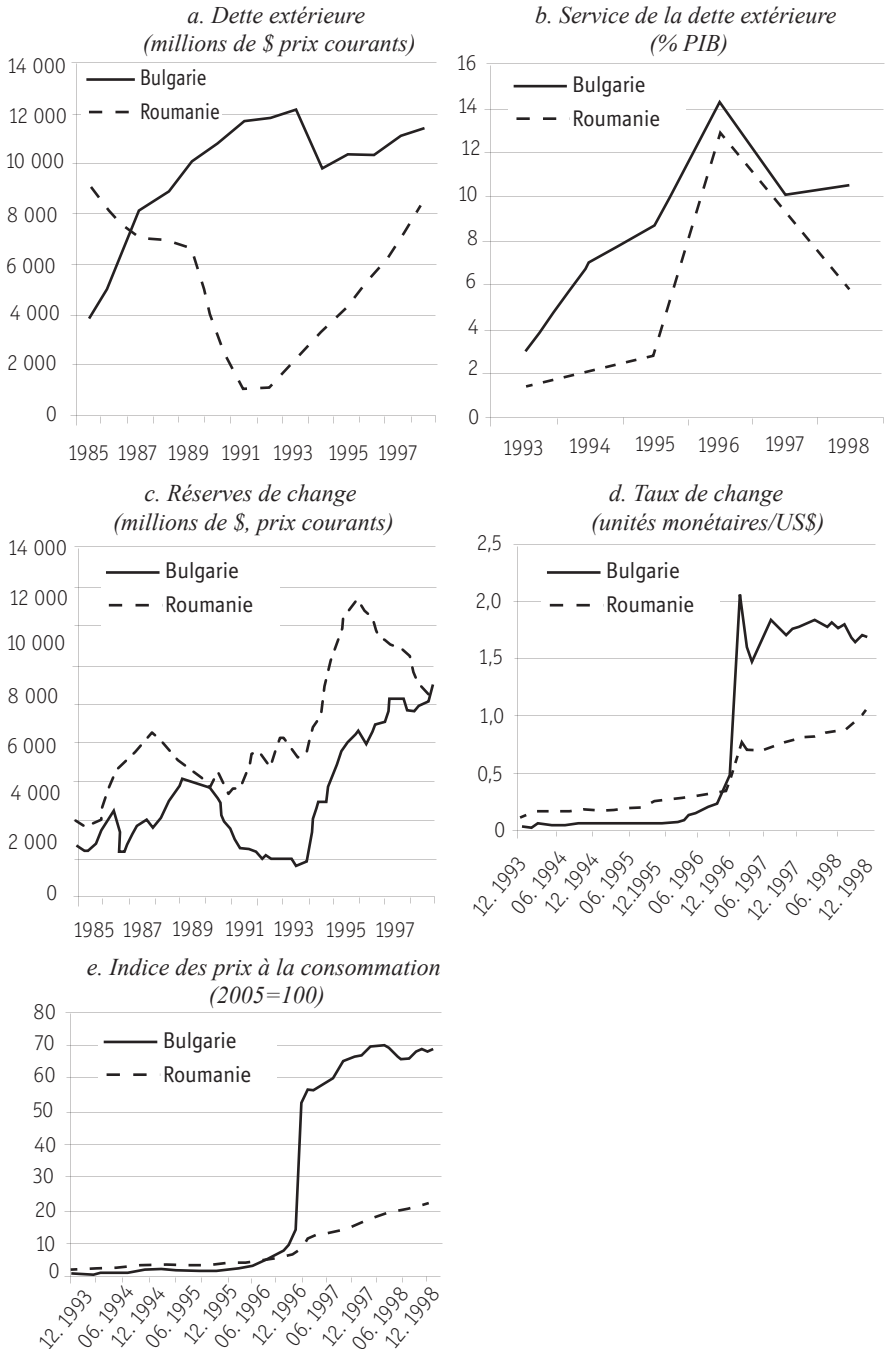 a. Dette extérieure
(millions de $ prix courants)
14 000
12 000
10 000
8 000
6 000
4 000
2 000
0
Bulgarie
Roumanie
1985 1987 1989 1991 1993 1995 1997
b. Service de la dette extérieure
(% PIB)
16
14
12
10
8
6
4
2
0
Bulgarie
Roumanie
1993 1994 1995 1996 1997 1998
c. Réserves de change
(millions de $, prix courants)
14 000
12 000
10 000
8 000
6 000
4 000
2 000
0
Bulgarie
Roumanie
1985 1987 1989 1991 1993 1995 1997
d. Taux de change
(unités monétaires/US$)
2,5
2,0
1,5
1,0
0,5
0
Bulgarie
Roumanie
12. 1993
06. 1994
12. 1994
06. 1995
12.1995
06. 1996
12. 1996
06. 1997
12. 1997
06. 1998
12. 1998
e. Indice des prix à la consommation
(2005=100)
80
70
60
50
40
30
20
10
0
Bulgarie
Roumanie
12. 1993
06. 1994
12. 1994
06. 1995
12. 1995
06. 1996
12. 1996
06. 1997
12. 1997
06. 1998
12. 1998